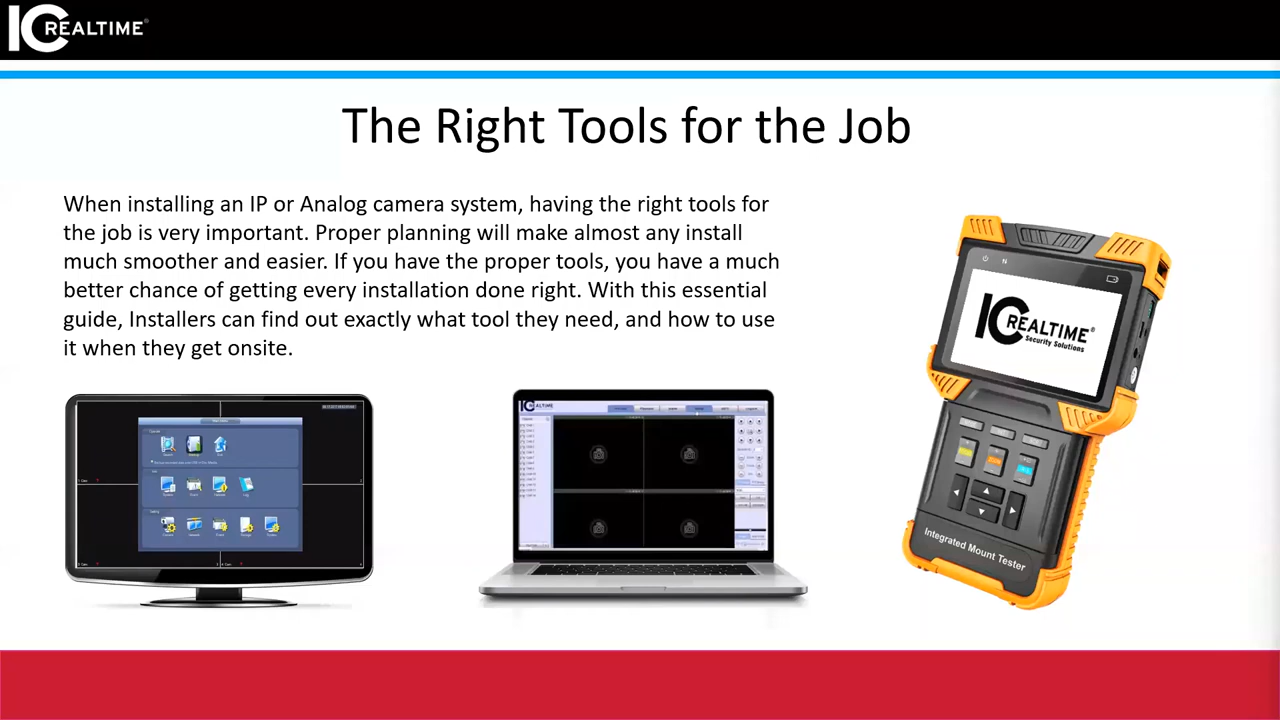 IC REALTIME®
The Right Tools for the Job
When installing an IP or Analog camera system, having the right tools for
the job is very important. Proper planning will make almost any install
much smoother and easier. If you have the proper tools, you have a much
better chance of getting every installation done right. With this essential
guide, Installers can find out exactly what tool they need, and how to use
it when they get onsite.
IC REALTIME
IC REALTIME®
Security Solutions
Integrated Mount Tester